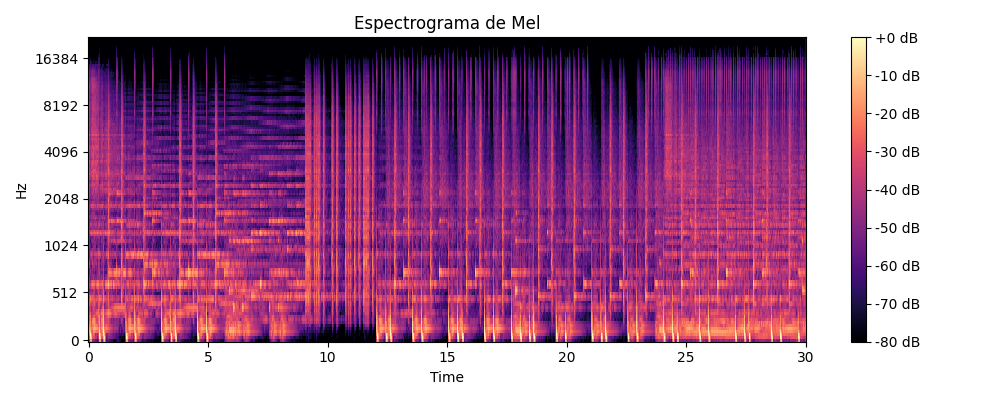 Espectrograma de Mel
Hz
16384
8192
4096
2048
1024
512
0
0 5 10 15 20 25 30
Time
+0 dB
-10 dB
-20 dB
-30 dB
-40 dB
-50 dB
-60 dB
-70 dB
-80 dB